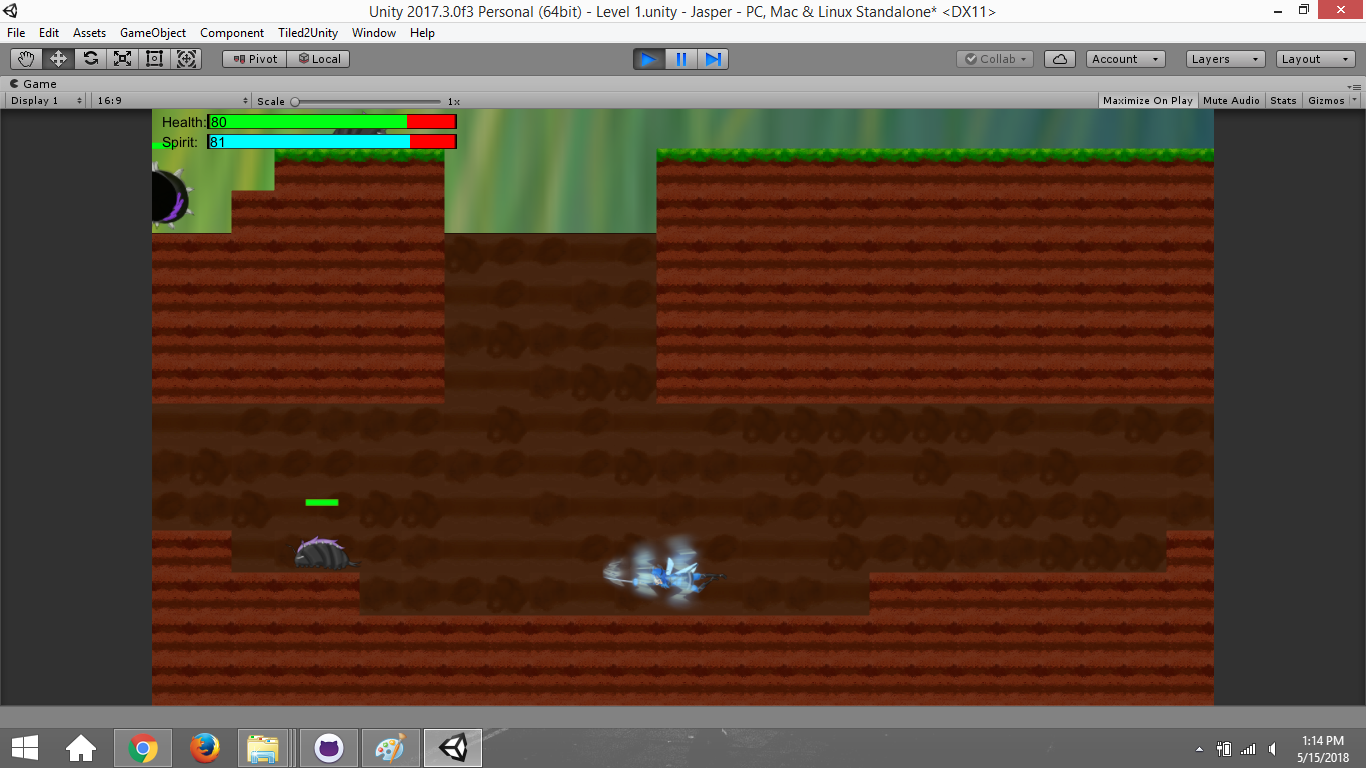 Unity 2017.3.0f3 Personal (64bit) - Level 1.unity - Jasper - PC, Mac & Linux Standalone* <DX11>
File Edit Assets GameObject Component Tiled2Unity Window Help
Pivot Local Collab Account Layers Layout
Game
Display 1 16:9 Scale 1x Maximize On Play Mute Audio Stats Gizmos
Health: 80
Spirit: 81
1:14 PM
5/15/2018